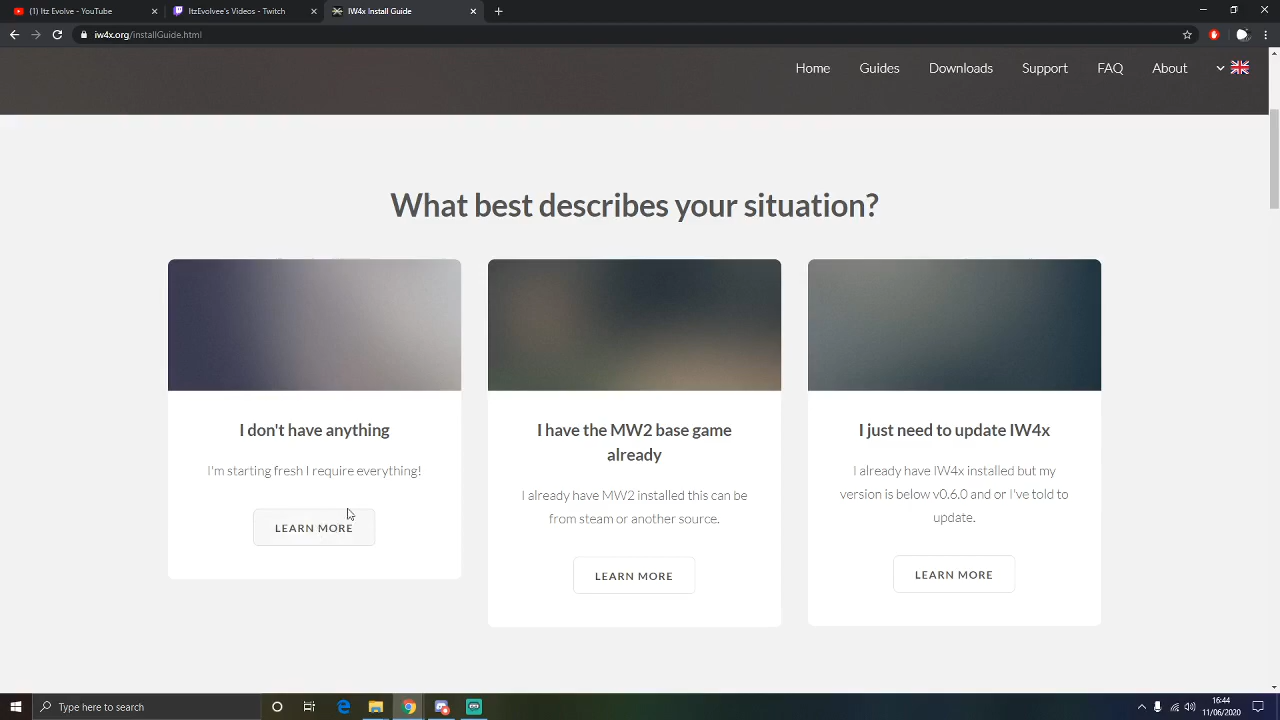 (1) Itz Evolve - YouTube
ItzEvolvee's Videos - Twitch
IW4x Install Guide
iw4x.org/installGuide.html
Home Guides Downloads Support FAQ About
What best describes your situation?
I don't have anything
I'm starting fresh I require everything!
LEARN MORE
I have the MW2 base game
already
I already have MW2 installed this can be
from steam or another source.
LEARN MORE
I just need to update IW4x
I already have IW4x installed but my
version is below v0.6.0 and or I've told to
update.
LEARN MORE
Type here to search
16:44
11/06/2020